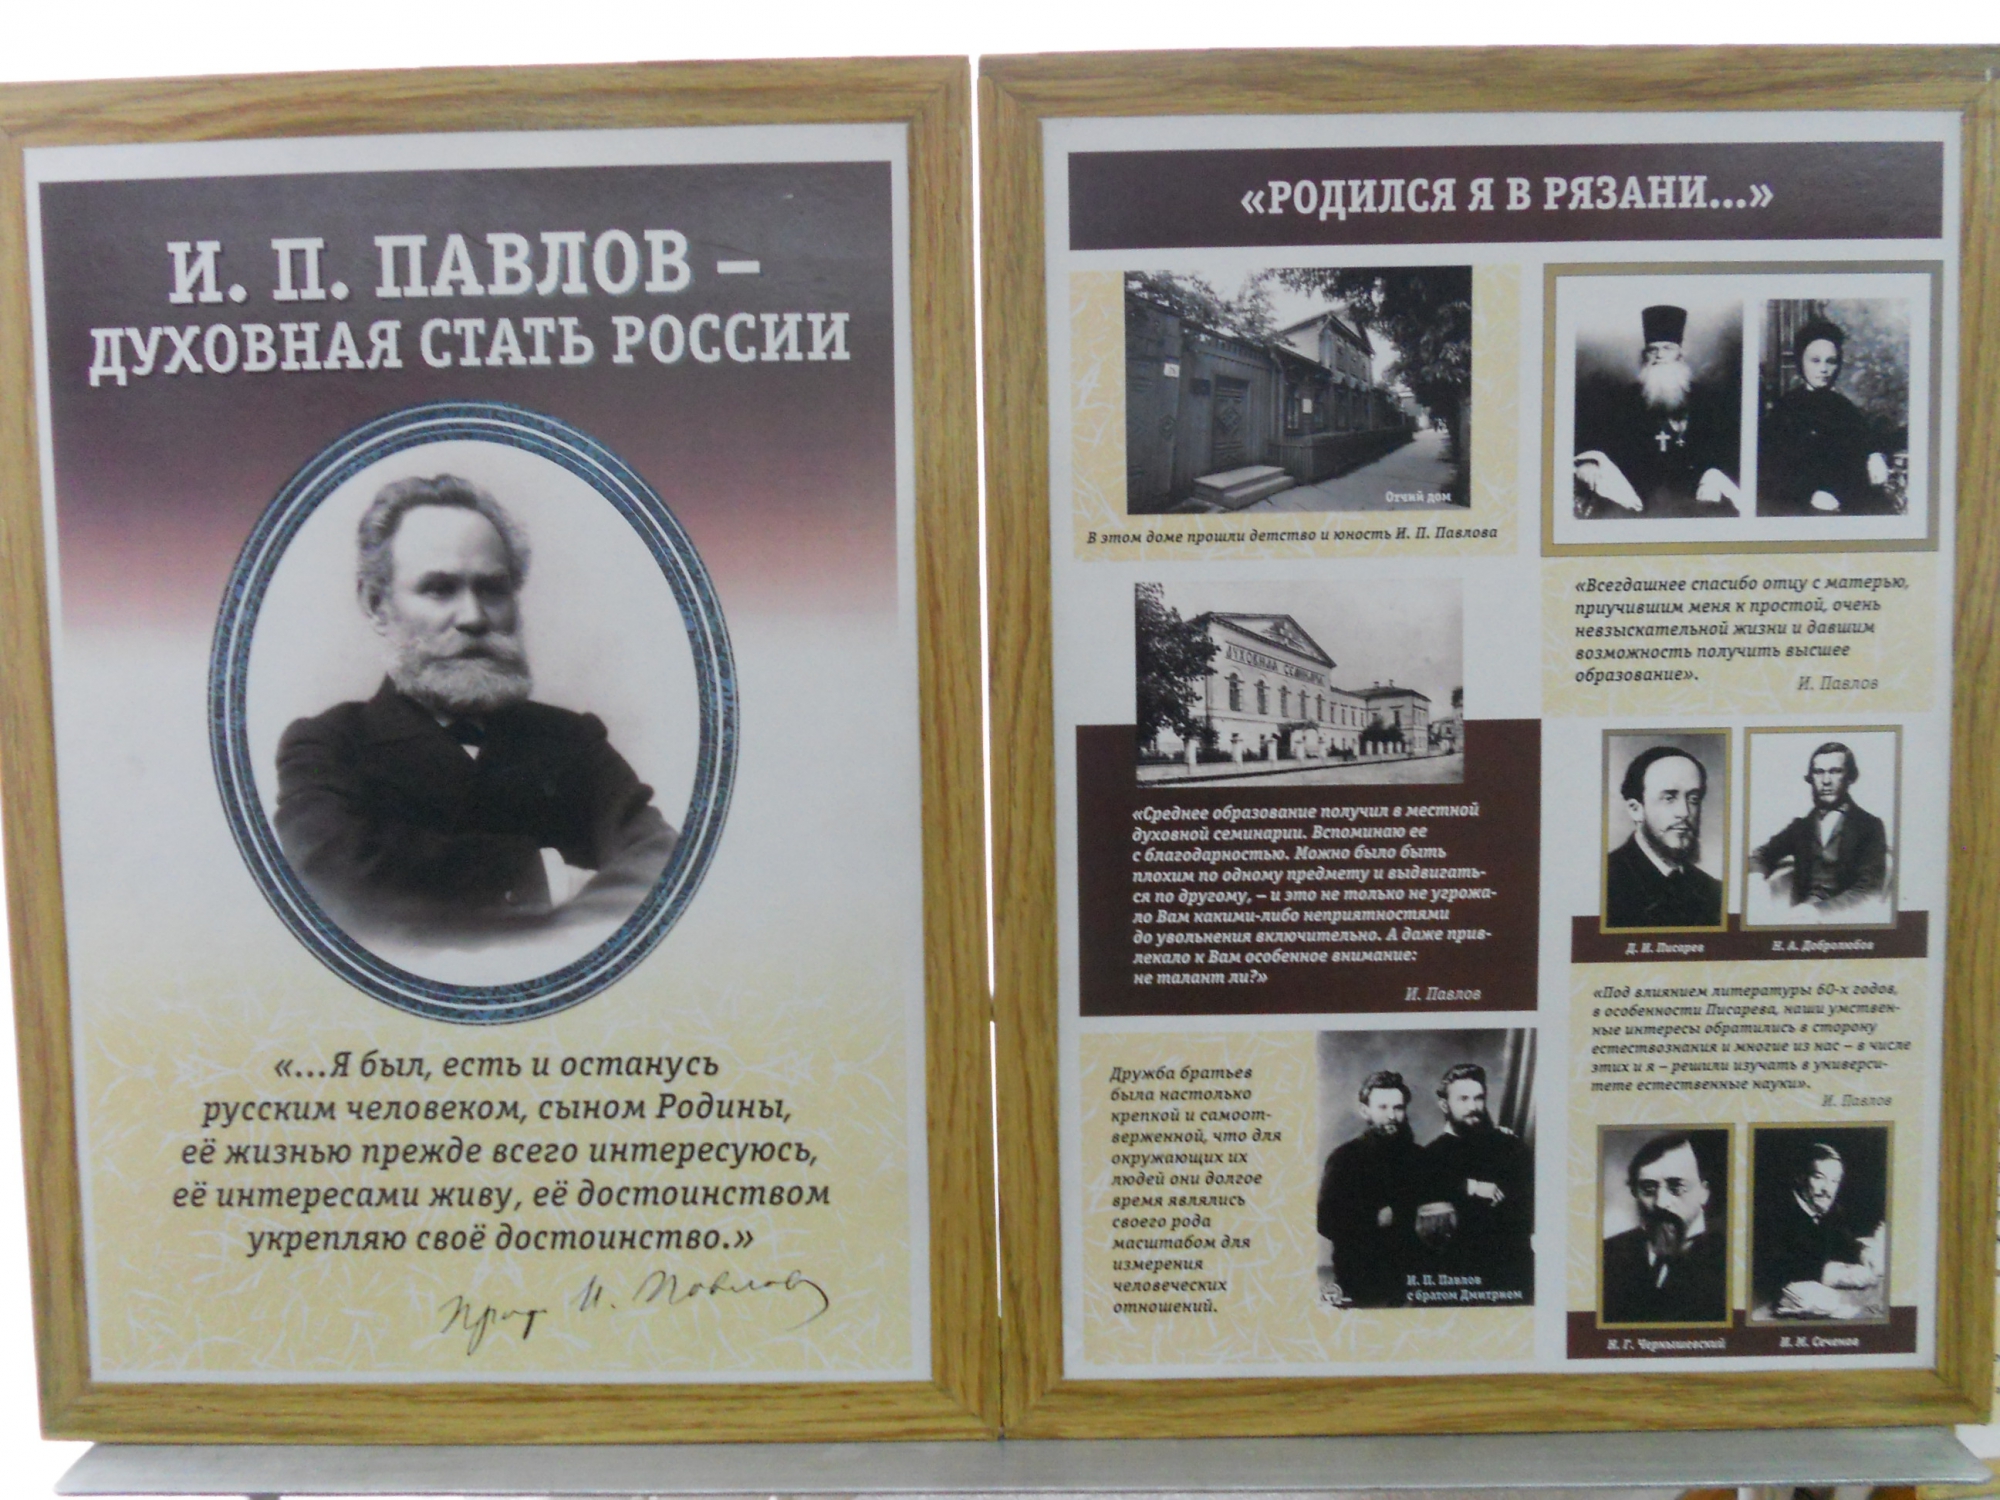 И. П. ПАВЛОВ –
ДУХОВНАЯ СТАТЬ РОССИИ
«...Я был, есть и останусь
русским человеком, сыном Родины,
её жизнью прежде всего интересуюсь,
её интересами живу, её достоинством
укрепляю своё достоинство.»
Проф. И. Павлов
«РОДИЛСЯ Я В РЯЗАНИ...»
Отчий дом
В этом доме прошли детство и юность И. П. Павлова
«Всегдашнее спасибо отцу с матерью,
приучившим меня к простой, очень
невзыскательной жизни и давшим
возможность получить высшее
образование».
И. Павлов
ДУХОВНАЯ СЕМИНАРІЯ
«Среднее образование получил в местной
духовной семинарии. Вспоминаю ее
с благодарностью. Можно было быть
плохим по одному предмету и выдвигать-
ся по другому, – и это не только не угрожа-
ло Вам какими-либо неприятностями
до увольнения включительно. А даже прив-
лекало к Вам особенное внимание:
не талант ли?»
И. Павлов
Д. И. Писарев
Н. А. Добролюбов
«Под влиянием литературы 60-х годов,
в особенности Писарева, наши умствен-
ные интересы обратились в сторону
естествознания и многие из нас – в числе
этих и я – решили изучать в универси-
тете естественные науки».
И. Павлов
Дружба братьев
была настолько
крепкой и самоот-
верженной, что для
окружающих их
людей они долгое
время являлись
своего рода
масштабом для
измерения
человеческих
отношений.
И. П. Павлов
с братом Дмитрием
Н. Г. Чернышевский
И. М. Сеченов